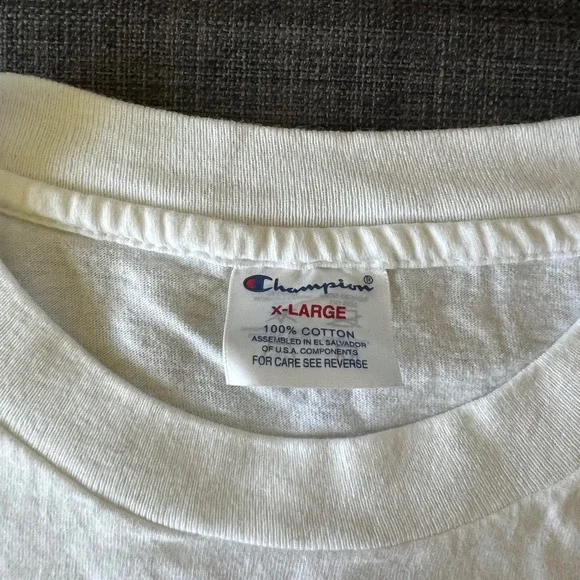 Champion®
X-LARGE
100% COTTON
ASSEMBLED IN EL SALVADOR
OF U.S.A. COMPONENTS
FOR CARE SEE REVERSE